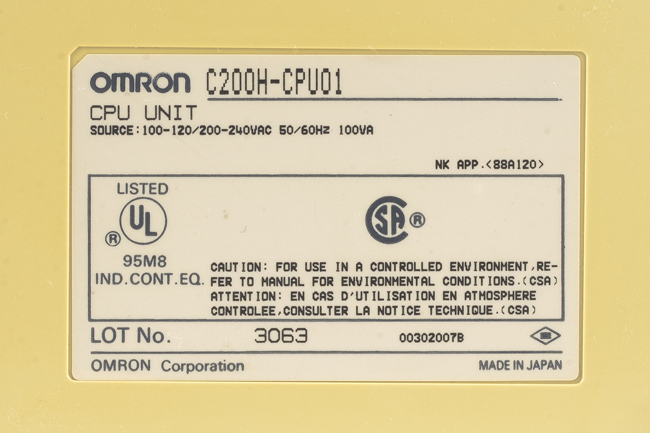 OMRON C200H-CPU01
CPU UNIT
SOURCE:100-120/200-240VAC 50/60Hz 100VA
NK APP.<88A120>
LISTED
UL
®
95M8
IND.CONT.EQ.
SA ®
CAUTION: FOR USE IN A CONTROLLED ENVIRONMENT,RE-
FER TO MANUAL FOR ENVIRONMENTAL CONDITIONS.(CSA)
ATTENTION: EN CAS D'UTILISATION EN ATMOSPHERE
CONTROLEE,CONSULTER LA NOTICE TECHNIQUE.(CSA)
LOT No. 3063 00302007B
OMRON Corporation MADE IN JAPAN